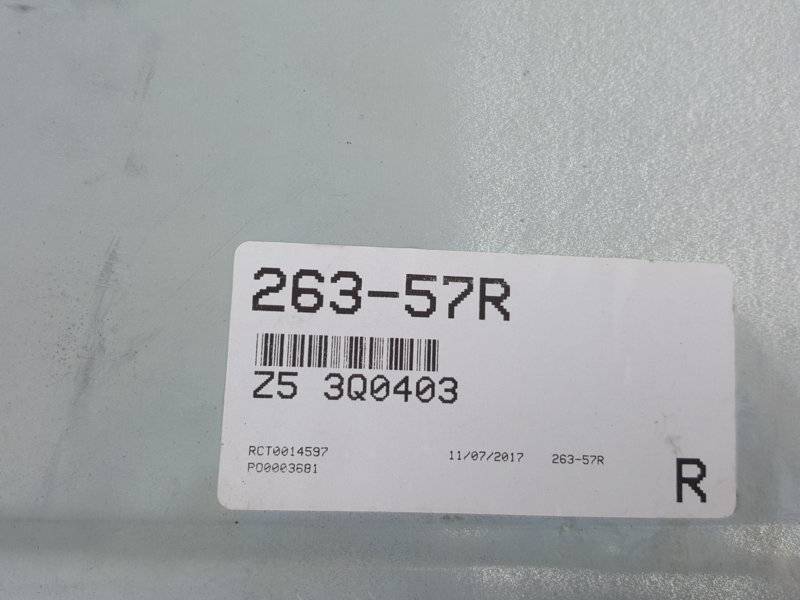 263-57R
Z5 3Q0403
RCT0014597
PO0003681
11/07/2017 263-57R
R